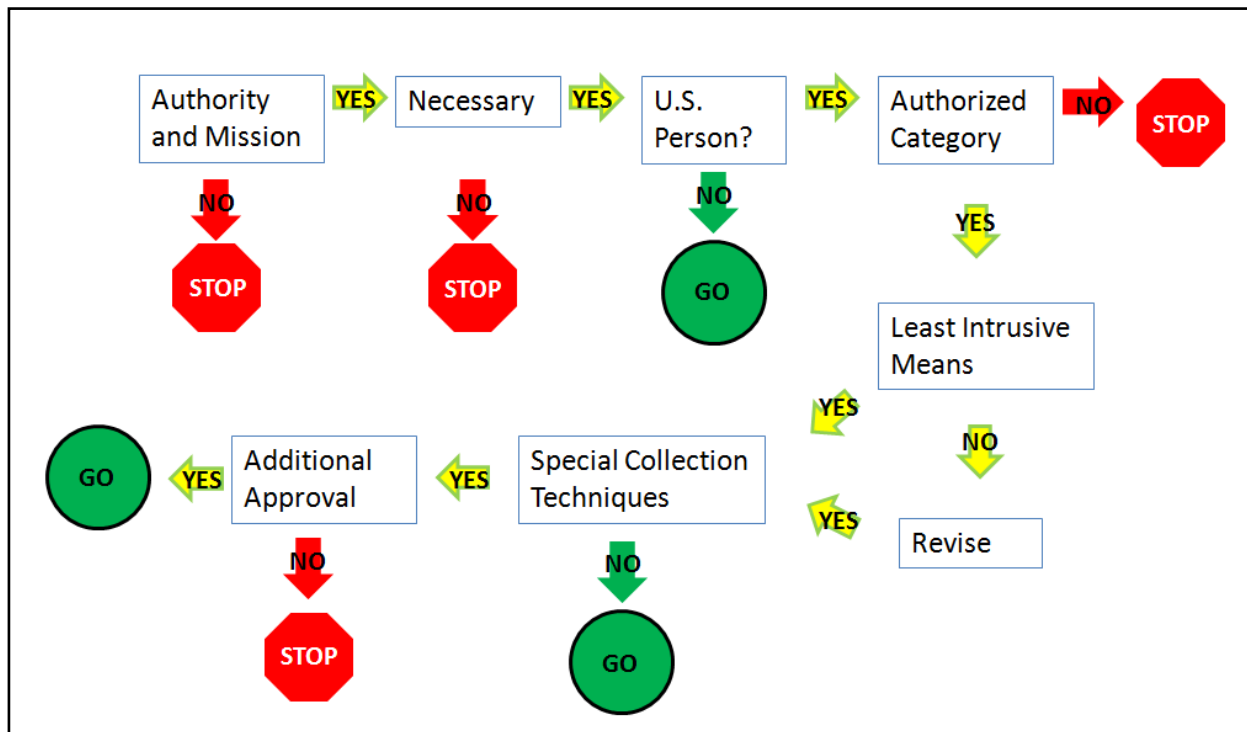 Authority
and Mission
YES
Necessary
YES
U.S.
Person?
YES
Authorized
Category
NO
STOP
NO
STOP
NO
STOP
NO
GO
YES
Least Intrusive
Means
YES
NO
Revise
YES
Special Collection
Techniques
YES
Additional
Approval
YES
GO
NO
STOP
NO
GO